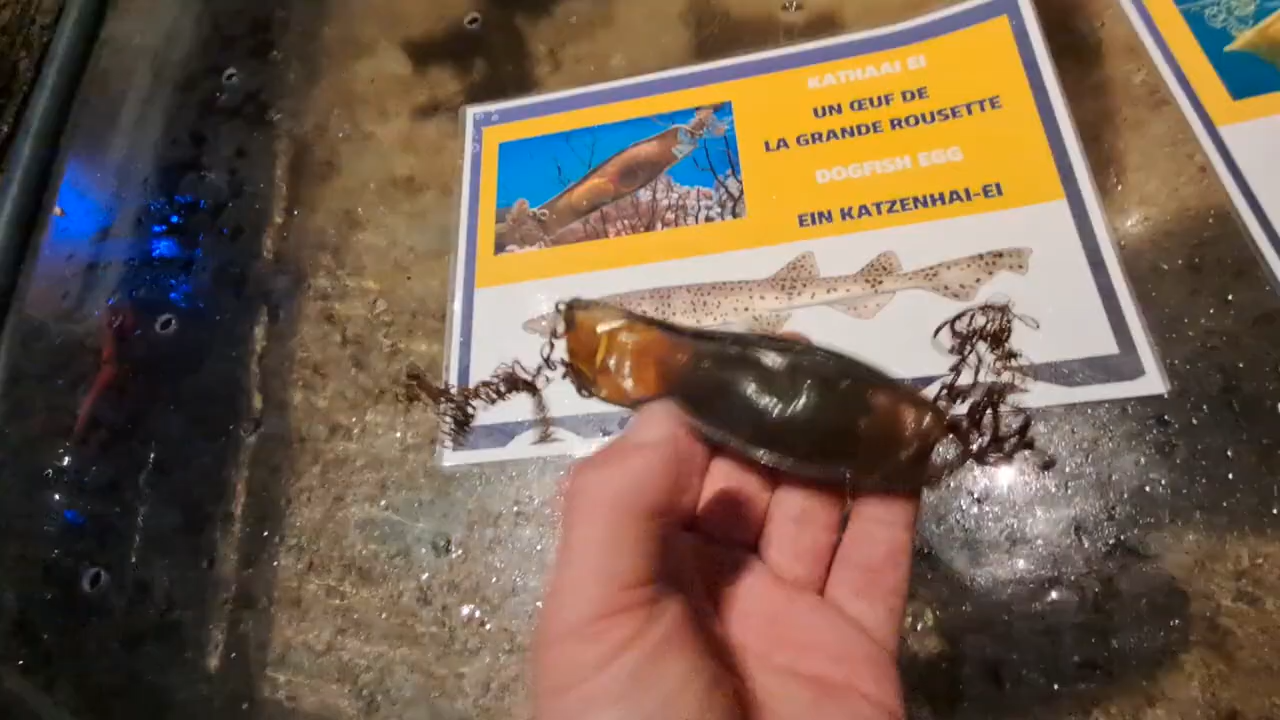 KATHAAI EI
UN ŒUF DE
LA GRANDE ROUSETTE
DOGFISH EGG
EIN KATZENHAI-EI